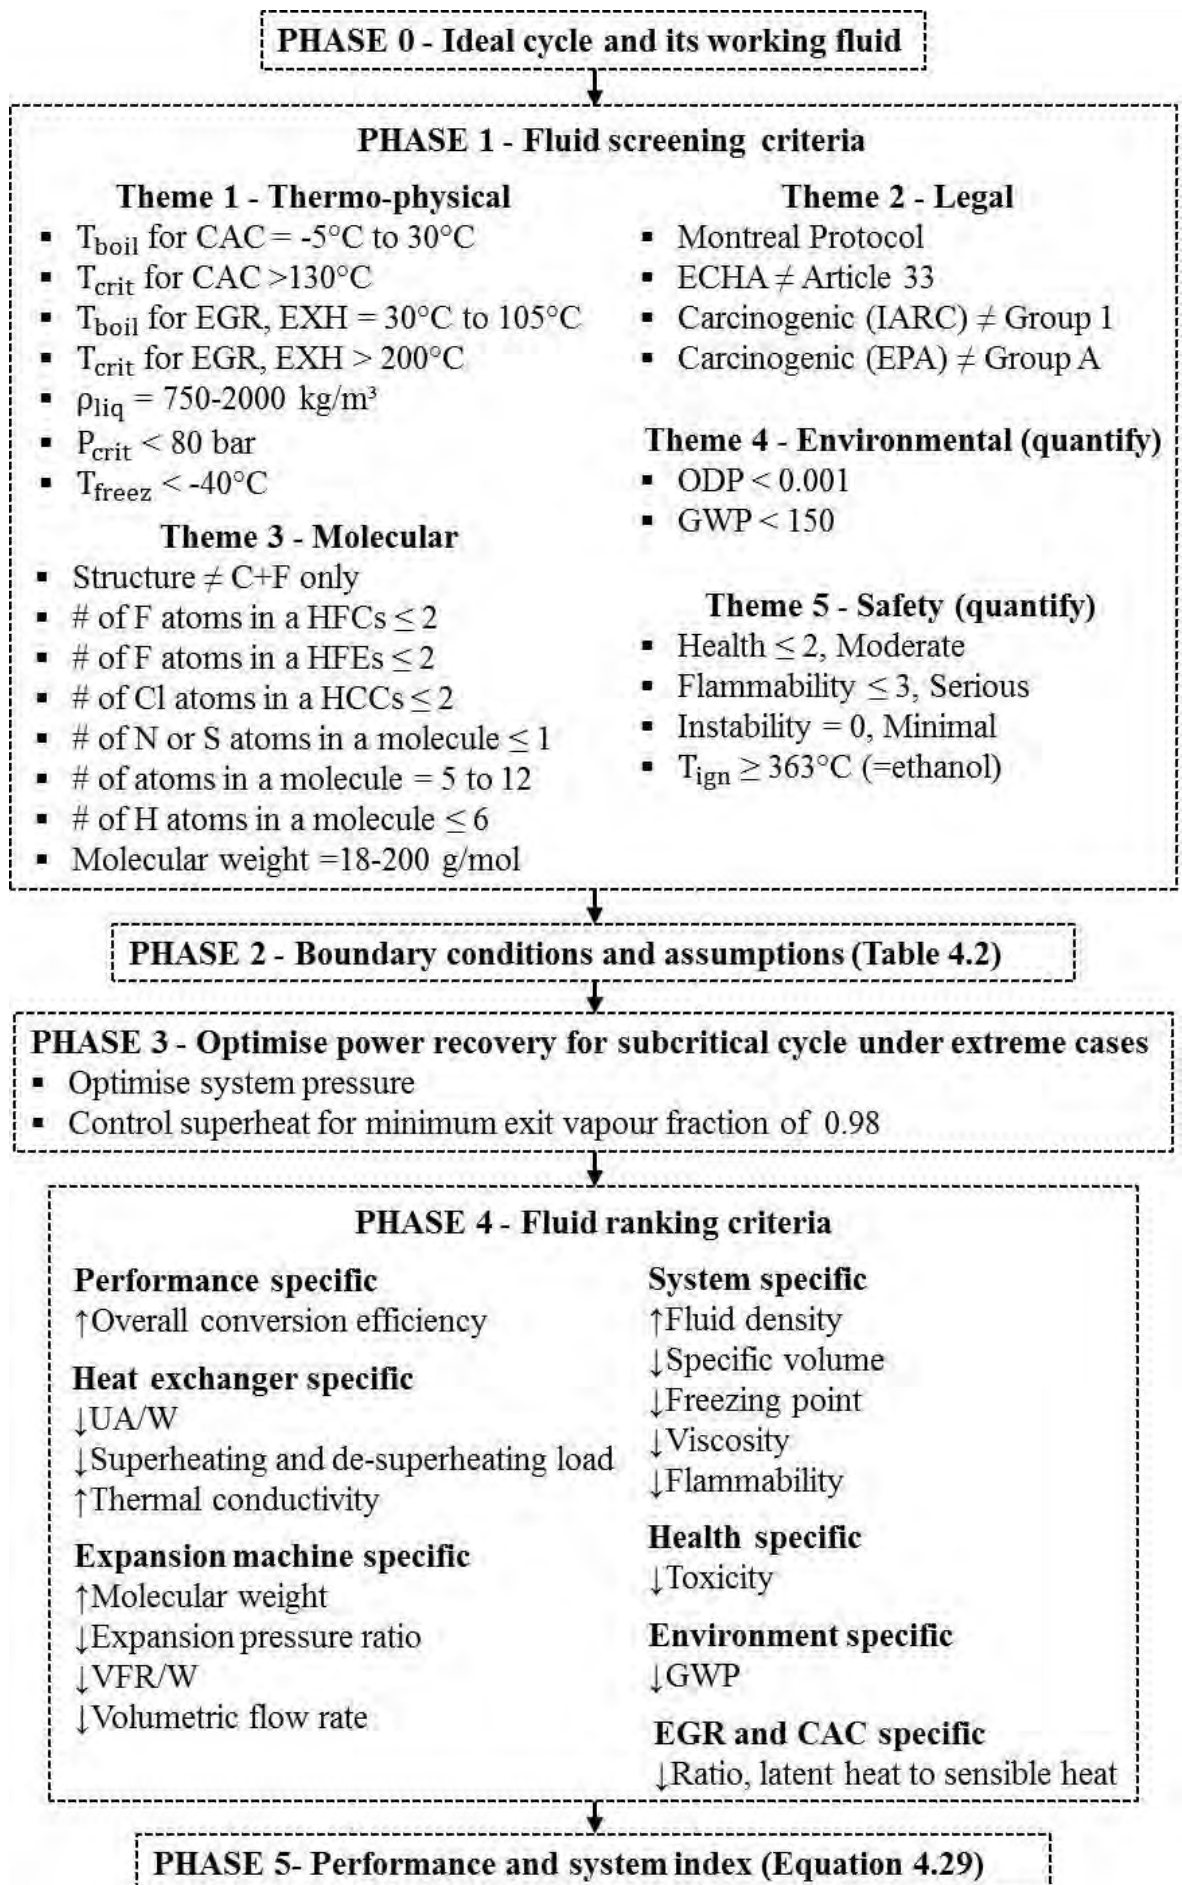 PHASE 0 - Ideal cycle and its working fluid
PHASE 1 - Fluid screening criteria
Theme 1 - Thermo-physical
▪ T_boil for CAC = -5°C to 30°C
▪ T_crit for CAC >130°C
▪ T_boil for EGR, EXH = 30°C to 105°C
▪ T_crit for EGR, EXH > 200°C
▪ ρ_liq = 750-2000 kg/m³
▪ P_crit < 80 bar
▪ T_freez < -40°C
Theme 3 - Molecular
▪ Structure ≠ C+F only
▪ # of F atoms in a HFCs ≤ 2
▪ # of F atoms in a HFEs ≤ 2
▪ # of Cl atoms in a HCCs ≤ 2
▪ # of N or S atoms in a molecule ≤ 1
▪ # of atoms in a molecule = 5 to 12
▪ # of H atoms in a molecule ≤ 6
▪ Molecular weight =18-200 g/mol
Theme 2 - Legal
▪ Montreal Protocol
▪ ECHA ≠ Article 33
▪ Carcinogenic (IARC) ≠ Group 1
▪ Carcinogenic (EPA) ≠ Group A
Theme 4 - Environmental (quantify)
▪ ODP < 0.001
▪ GWP < 150
Theme 5 - Safety (quantify)
▪ Health ≤ 2, Moderate
▪ Flammability ≤ 3, Serious
▪ Instability = 0, Minimal
▪ T_ign ≥ 363°C (=ethanol)
PHASE 2 - Boundary conditions and assumptions (Table 4.2)
PHASE 3 - Optimise power recovery for subcritical cycle under extreme cases
▪ Optimise system pressure
▪ Control superheat for minimum exit vapour fraction of 0.98
PHASE 4 - Fluid ranking criteria
Performance specific
↑Overall conversion efficiency
Heat exchanger specific
↓UA/W
↓Superheating and de-superheating load
↑Thermal conductivity
Expansion machine specific
↑Molecular weight
↓Expansion pressure ratio
↓VFR/W
↓Volumetric flow rate
System specific
↑Fluid density
↓Specific volume
↓Freezing point
↓Viscosity
↓Flammability
Health specific
↓Toxicity
Environment specific
↓GWP
EGR and CAC specific
↓Ratio, latent heat to sensible heat
PHASE 5- Performance and system index (Equation 4.29)